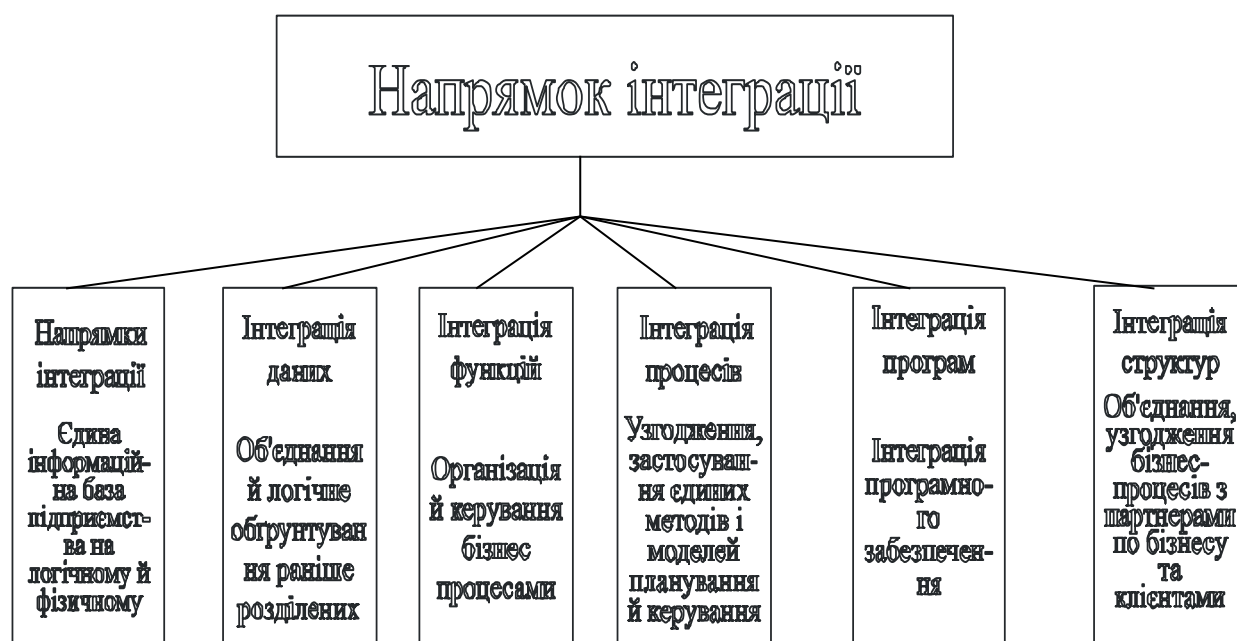 Напрямок інтеграції
Напрямки
інтеграції
Єдина
інформацій-
на база
підприємст-
ва на
логічному й
фізичному
Інтеграція
даних
Об'єднання
й логічне
обґрунтуван
ня раніше
розділених
Інтеграція
функцій
Організація
й керування
бізнес
процесами
Інтеграція
процесів
Узгодження,
застосуван-
ня єдиних
методів і
моделей
планування
й керування
Інтеграція
програм
Інтеграція
програмно-
го
забезпечен-
ня
Інтеграція
структур
Об'єднання,
узгодження
бізнес-
процесів з
партнерами
по бізнесу
та
клієнтами